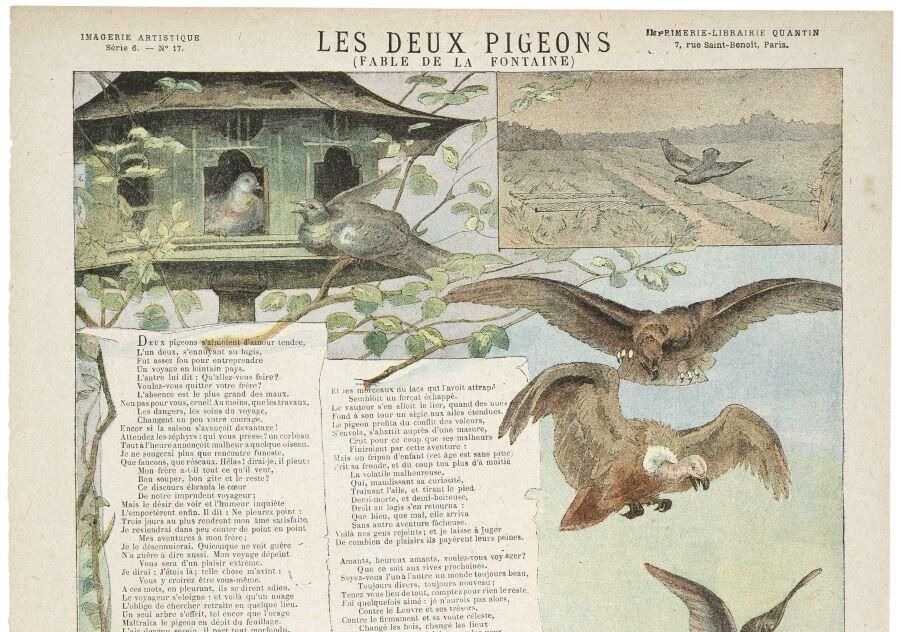 IMAGERIE ARTISTIQUE
Série 6. — N° 17.
LES DEUX PIGEONS
(FABLE DE LA FONTAINE)
IMPRIMERIE-LIBRAIRIE QUANTIN
7, rue Saint-Benoît, Paris.
DEUX pigeons s'aimoient d'amour tendre,
L'un deux, s'ennuyant au logis,
Fut assez fou pour entreprendre
Un voyage en lointain pays.
L'autre lui dit : Qu'allez-vous faire?
Voulez-vous quitter votre frère?
L'absence est le plus grand des maux.
Non pas pour vous, cruel! Au moins, que les travaux,
Les dangers, les soins du voyage,
Changent un peu votre courage.
Encor si la saison s'avançoit davantage!
Attendez les zéphyrs : qui vous presse? un corbeau
Tout à l'heure annonçoit malheur à quelque oiseau.
Je ne songerai plus que rencontre funeste,
Que faucons, que réseaux. Hélas! dirai-je, il pleut:
Mon frère a-t-il tout ce qu'il veut,
Bon souper, bon gîte et le reste?
Ce discours ébranla le cœur
De notre imprudent voyageur;
Mais le désir de voir et l'humeur inquiète
L'emportèrent enfin. Il dit : Ne pleurez point :
Trois jours au plus rendront mon âme satisfaite,
Je reviendrai dans peu conter de point en point
Mes aventures à mon frère;
Je le désennuierai. Quiconque ne voit guère
N'a guère à dire aussi. Mon voyage dépeint
Vous sera d'un plaisir extrême.
Je dirai : J'étois là; telle chose m'avint :
Vous y croirez être vous-même.
A ces mots, en pleurant, ils se dirent adieu.
Le voyageur s'éloigne : et voilà qu'un nuage
L'oblige de chercher retraite en quelque lieu.
Un seul arbre s'offrit, tel encor que l'orage
Maltraita le pigeon en dépit du feuillage.
L'air devenu serein, il part tout morfondu,
Et les morceaux du lacs qui l'avoit attrapé
Sembloit un forçat échappé.
Le vautour s'en alloit le lier, quand des nues
Fond à son tour un aigle aux ailes étendues.
Le pigeon profita du conflit des voleurs,
S'envola, s'abattit auprès d'une masure,
Crut pour ce coup que ses malheurs
Finiroient par cette aventure :
Mais un fripon d'enfant (cet âge est sans pitié)
Prit sa fronde, et du coup tua plus d'à moitié
La volatile malheureuse,
Qui, maudissant sa curiosité,
Traînant l'aile, et tirant le pied.
Demi-morte, et demi-boiteuse,
Droit au logis s'en retourna :
Que bien, que mal, elle arriva
Sans autre aventure fâcheuse.
Voilà nos gens rejoints; et je laisse à juger
De combien de plaisirs ils payèrent leurs peines.
Amants, heureux amants, voulez-vous voyager?
Que ce soit aux rives prochaines.
Soyez-vous l'un à l'autre un monde toujours beau,
Toujours divers, toujours nouveau;
Tenez vous lieu de tout, comptez pour rien le reste.
J'ai quelquefois aimé : je n'aurois pas alors,
Contre le Louvre et ses trésors,
Contre le firmament et sa voûte céleste,
Changé les bois, changé les lieux